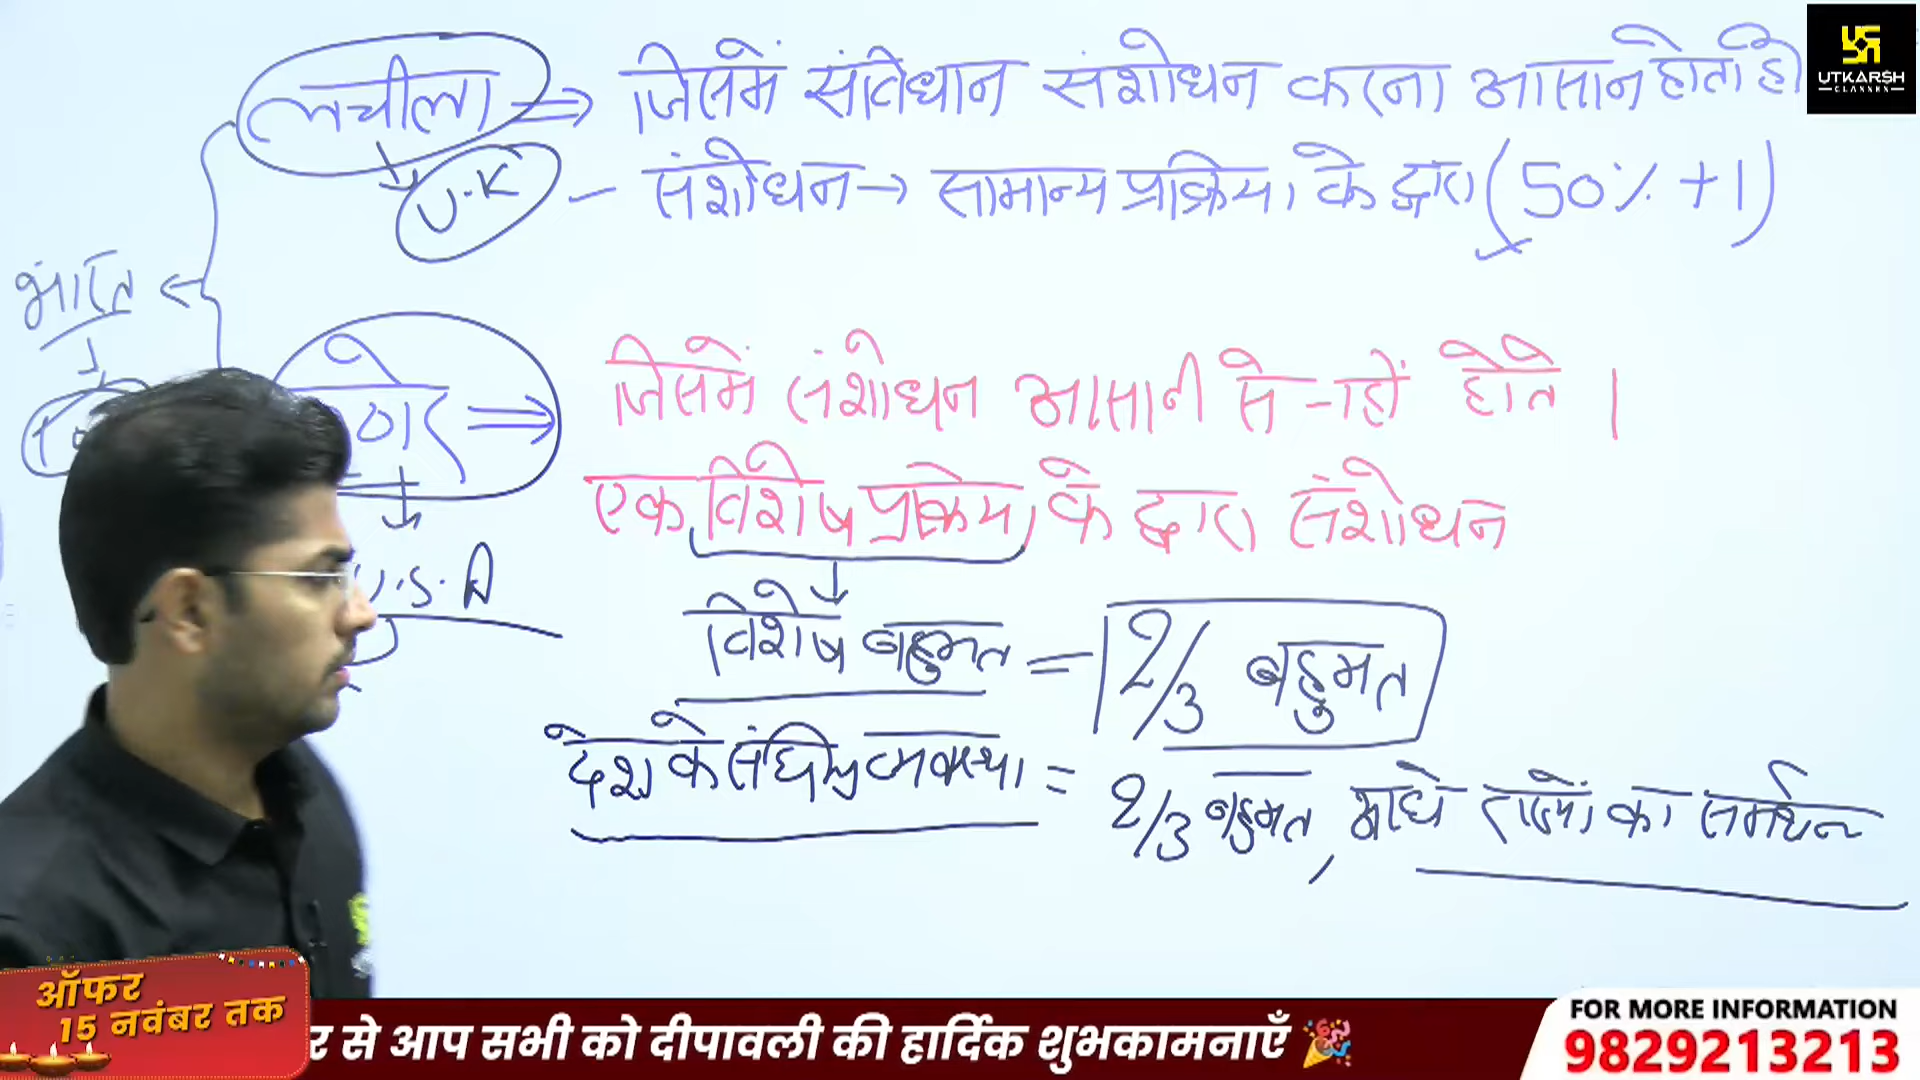 लचीला ⇒ जिसमें संविधान संशोधन करना आसान होता हो
UTKARSH
CLASSES
U.K - संशोधन → सामान्य प्रक्रिया के द्वारा (50% +1)
भारत
कठोर ⇒ जिसमें संशोधन आसानी से नहीं होते ।
एक विशेष प्रक्रिया के द्वारा संशोधन
U.S.A
विशेष बहुमत = 2/3 बहुमत
देश के संघीय व्यवस्था = 2/3 बहुमत, आधे राज्यों का समर्थन
ऑफर
15 नवंबर तक
र से आप सभी को दीपावली की हार्दिक शुभकामनाएँ 🎉
FOR MORE INFORMATION
9829213213